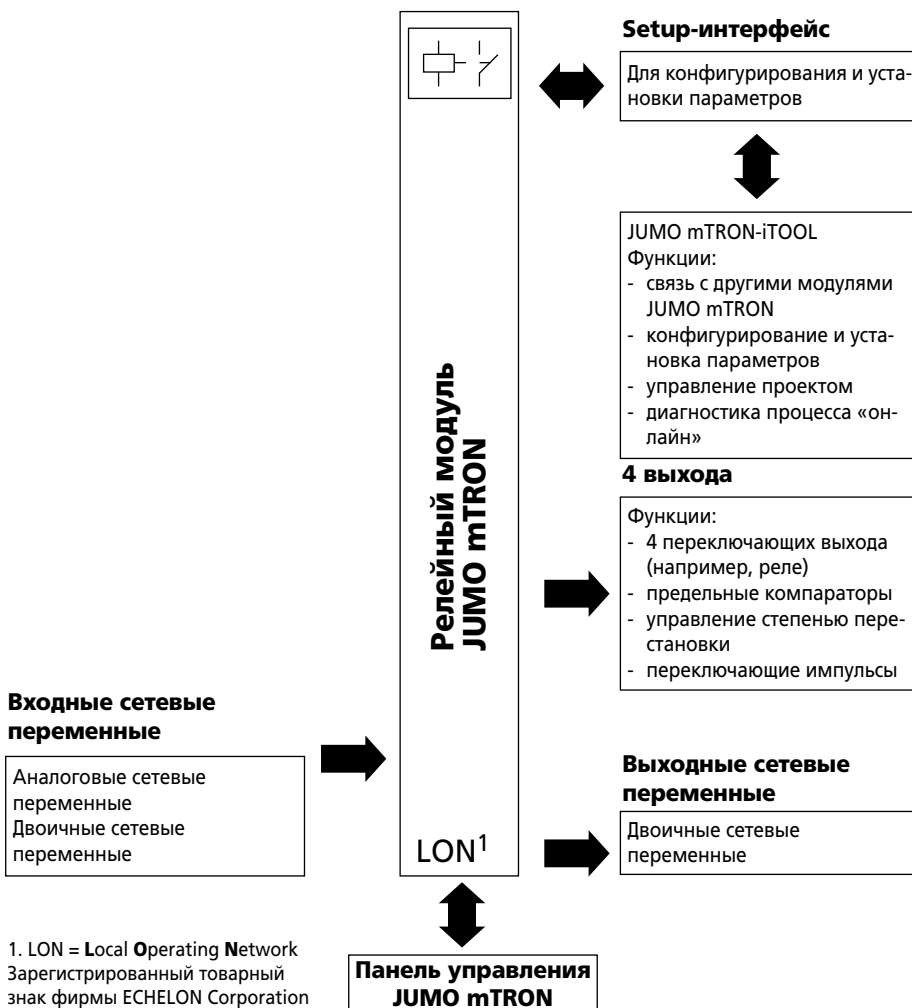 Setup-интерфейс
Для конфигурирования и уста-
новки параметров
JUMO mTRON-iTOOL
Функции:
- связь с другими модулями
JUMO mTRON
- конфигурирование и уста-
новка параметров
- управление проектом
- диагностика процесса «он-
лайн»
4 выхода
Функции:
- 4 переключающих выхода
(например, реле)
- предельные компараторы
- управление степенью пере-
становки
- переключающие импульсы
Релейный модуль
JUMO mTRON
Входные сетевые
переменные
Аналоговые сетевые
переменные
Двоичные сетевые
переменные
LON1
Выходные сетевые
переменные
Двоичные сетевые
переменные
1. LON = Local Operating Network
Зарегистрированный товарный
знак фирмы ECHELON Corporation
Панель управления
JUMO mTRON